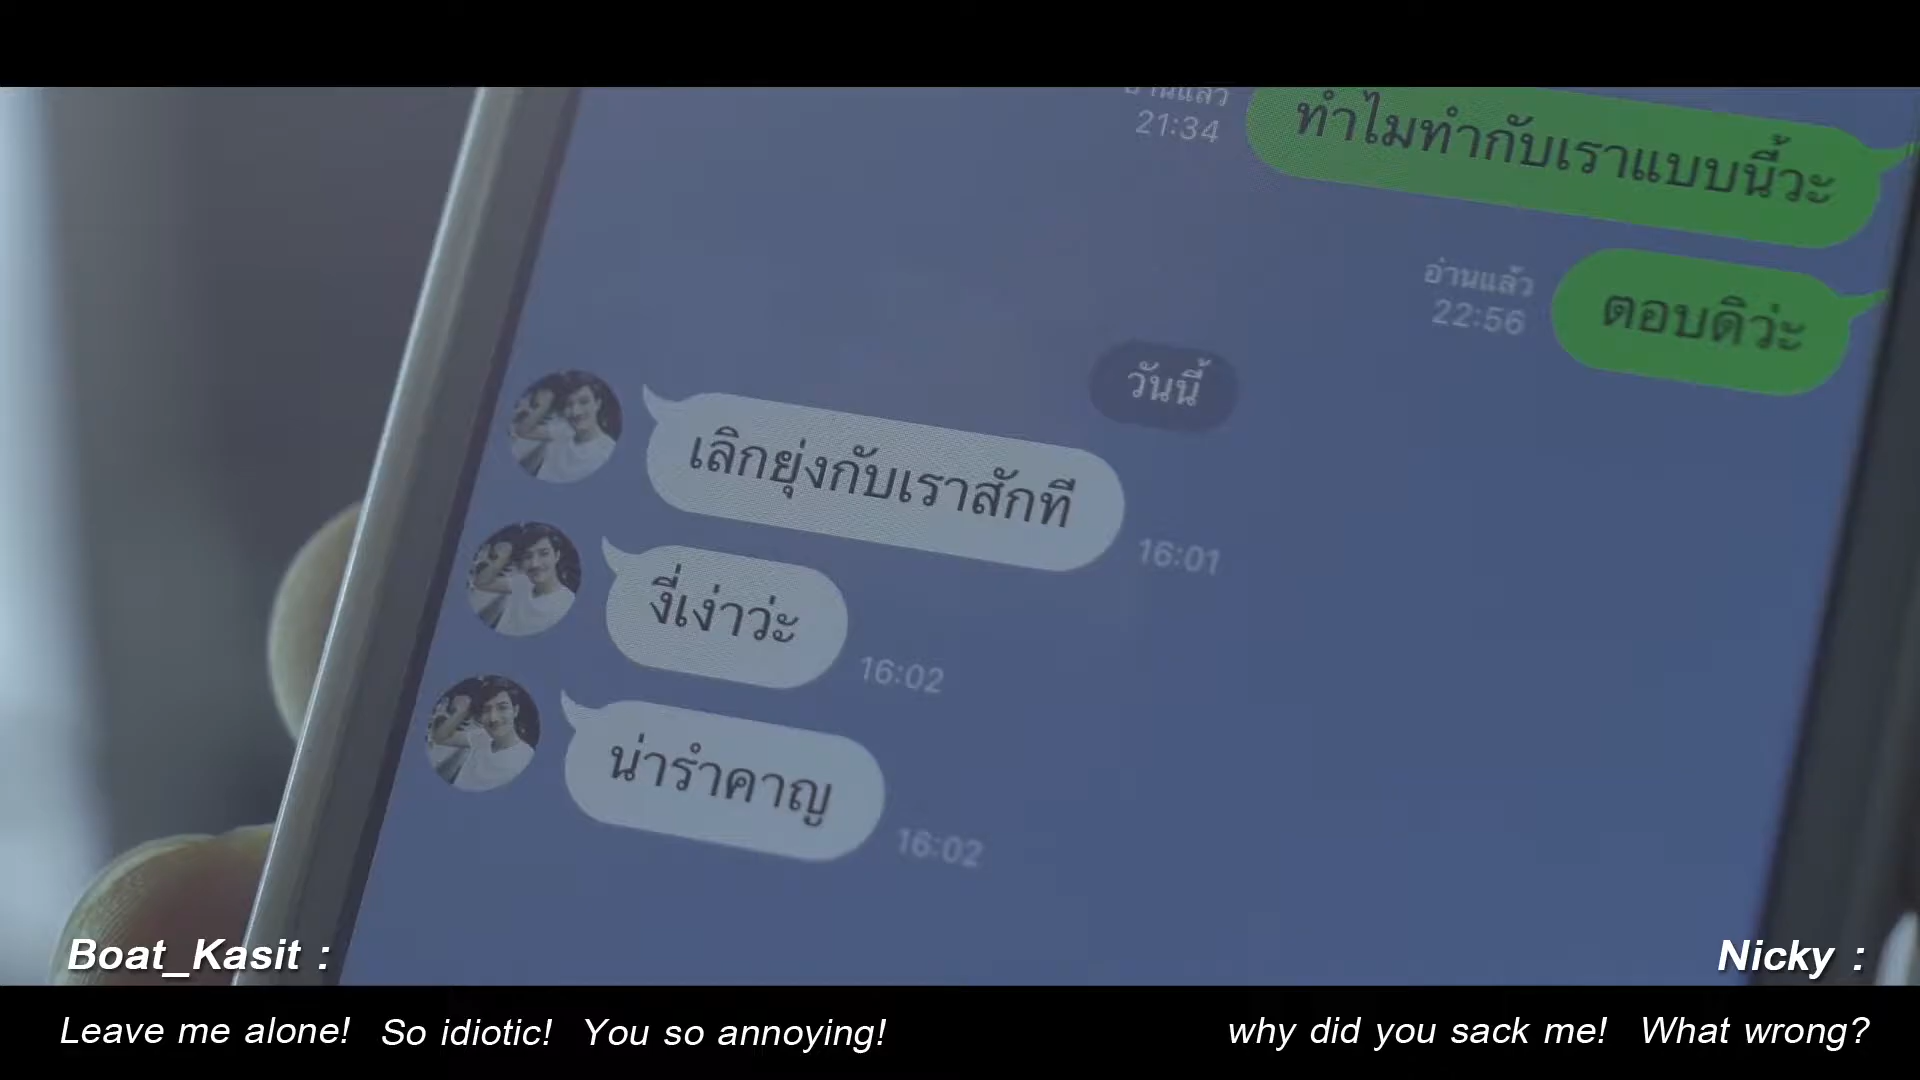 อ่านแล้ว
21:34
ทำไมทำกับเราแบบนี้วะ
อ่านแล้ว
22:56
ตอบดิว่ะ
วันนี้
เลิกยุ่งกับเราสักที
16:01
งี่เง่าว่ะ
16:02
น่ารำคาญ
16:02
Boat_Kasit :
Nicky :
Leave me alone! So idiotic! You so annoying!
why did you sack me! What wrong?